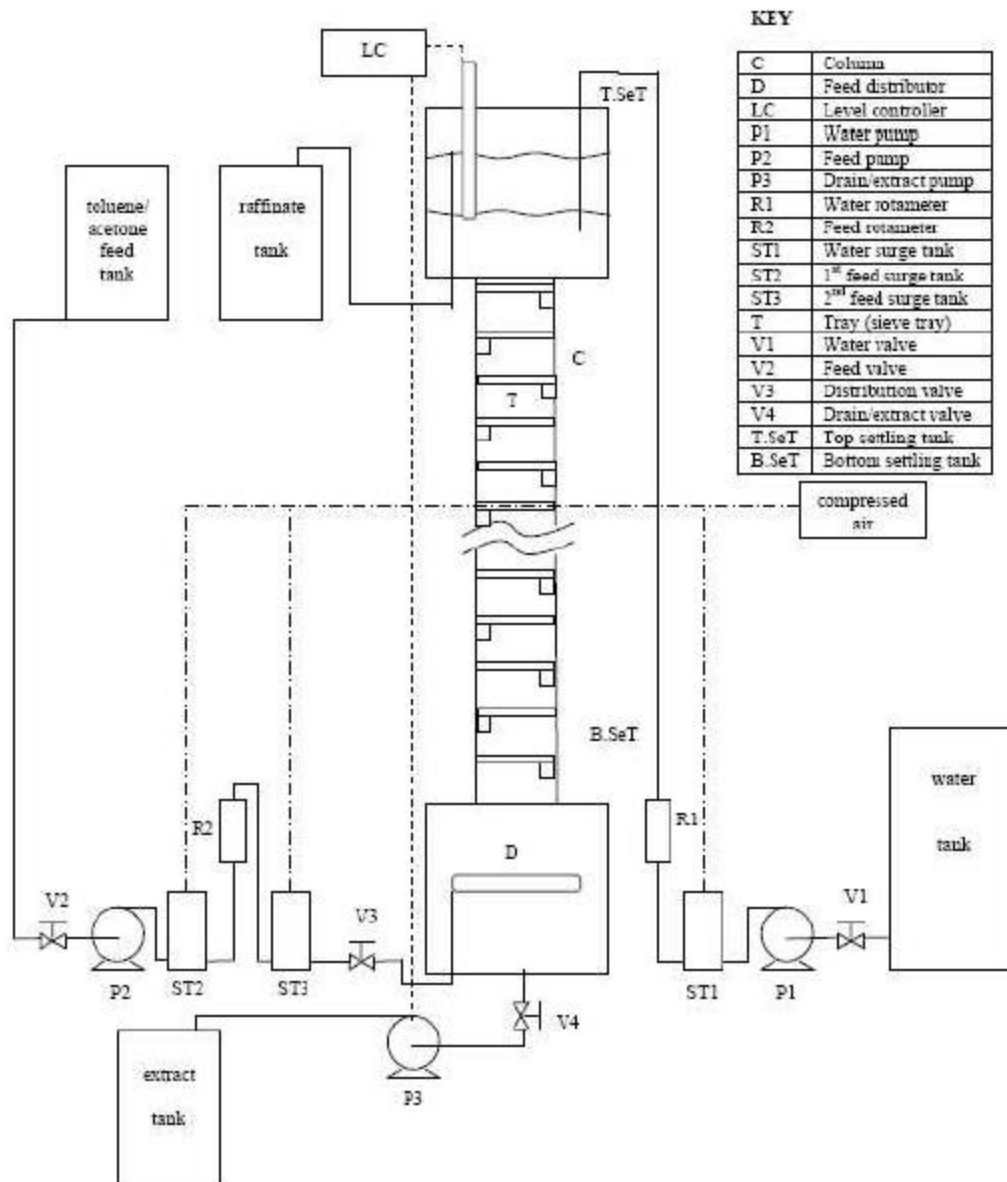 KEY
C Column
D Feed distributor
LC Level controller
P1 Water pump
P2 Feed pump
P3 Drain/extract pump
R1 Water rotameter
R2 Feed rotameter
ST1 Water surge tank
ST2 1st feed surge tank
ST3 2nd feed surge tank
T Tray (sieve tray)
V1 Water valve
V2 Feed valve
V3 Distribution valve
V4 Drain/extract valve
T.SeT Top settling tank
B.SeT Bottom settling tank
LC
T.SeT
toluene/
acetone
feed
tank
raffinate
tank
C
T
compressed
air
B.SeT
water
tank
R2
R1
D
V2
V3
V1
P2
ST2
ST3
ST1
P1
V4
extract
tank
P3